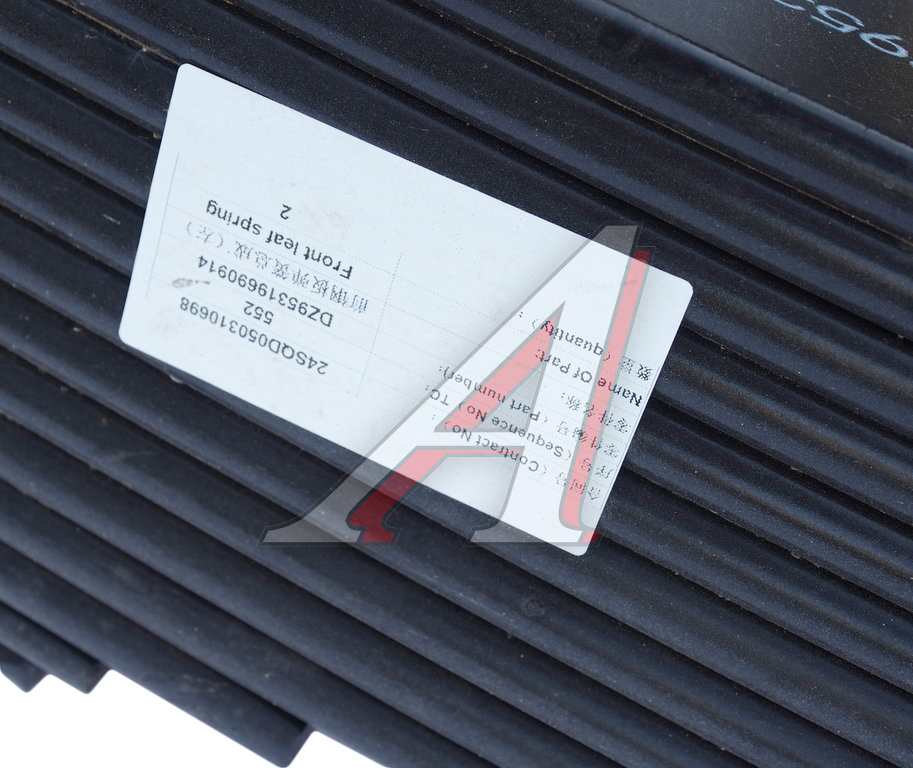 合同号（Contract No）： 24SQD050310698
序号（Sequence No）TC： 552
零件编号（Part number): DZ95319690914
零件名称： 前钢板弹簧总成（左）
Name Of Part: Front leaf spring
数量（quantity）： 2